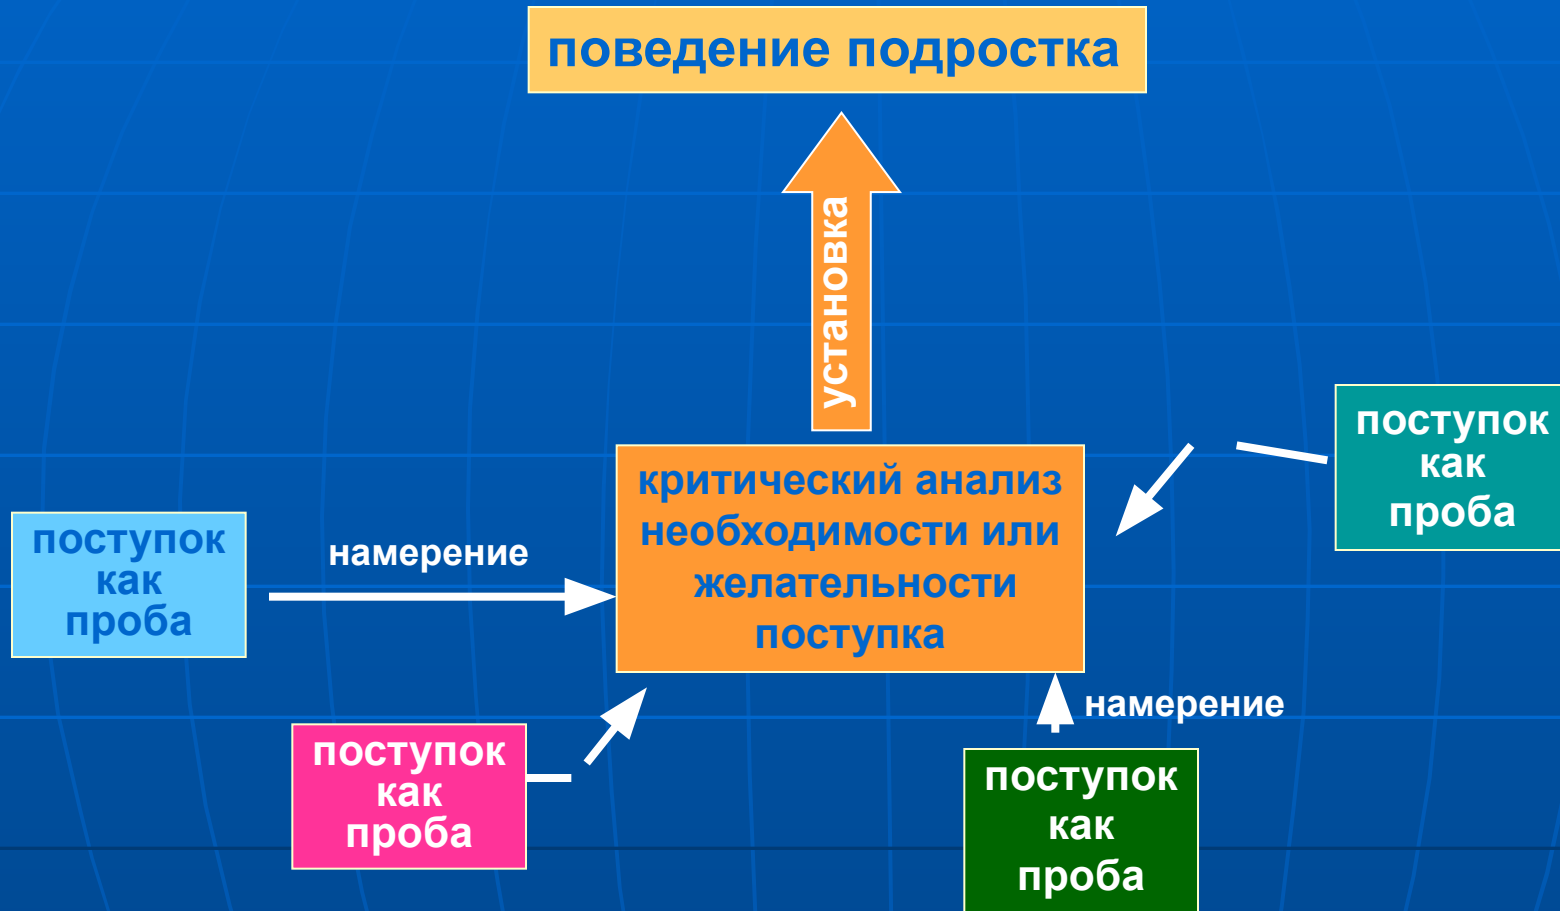 поведение подростка
установка
критический анализ
необходимости или
желательности
поступка
поступок
как
проба
поступок
как
проба
намерение
поступок
как
проба
намерение
поступок
как
проба